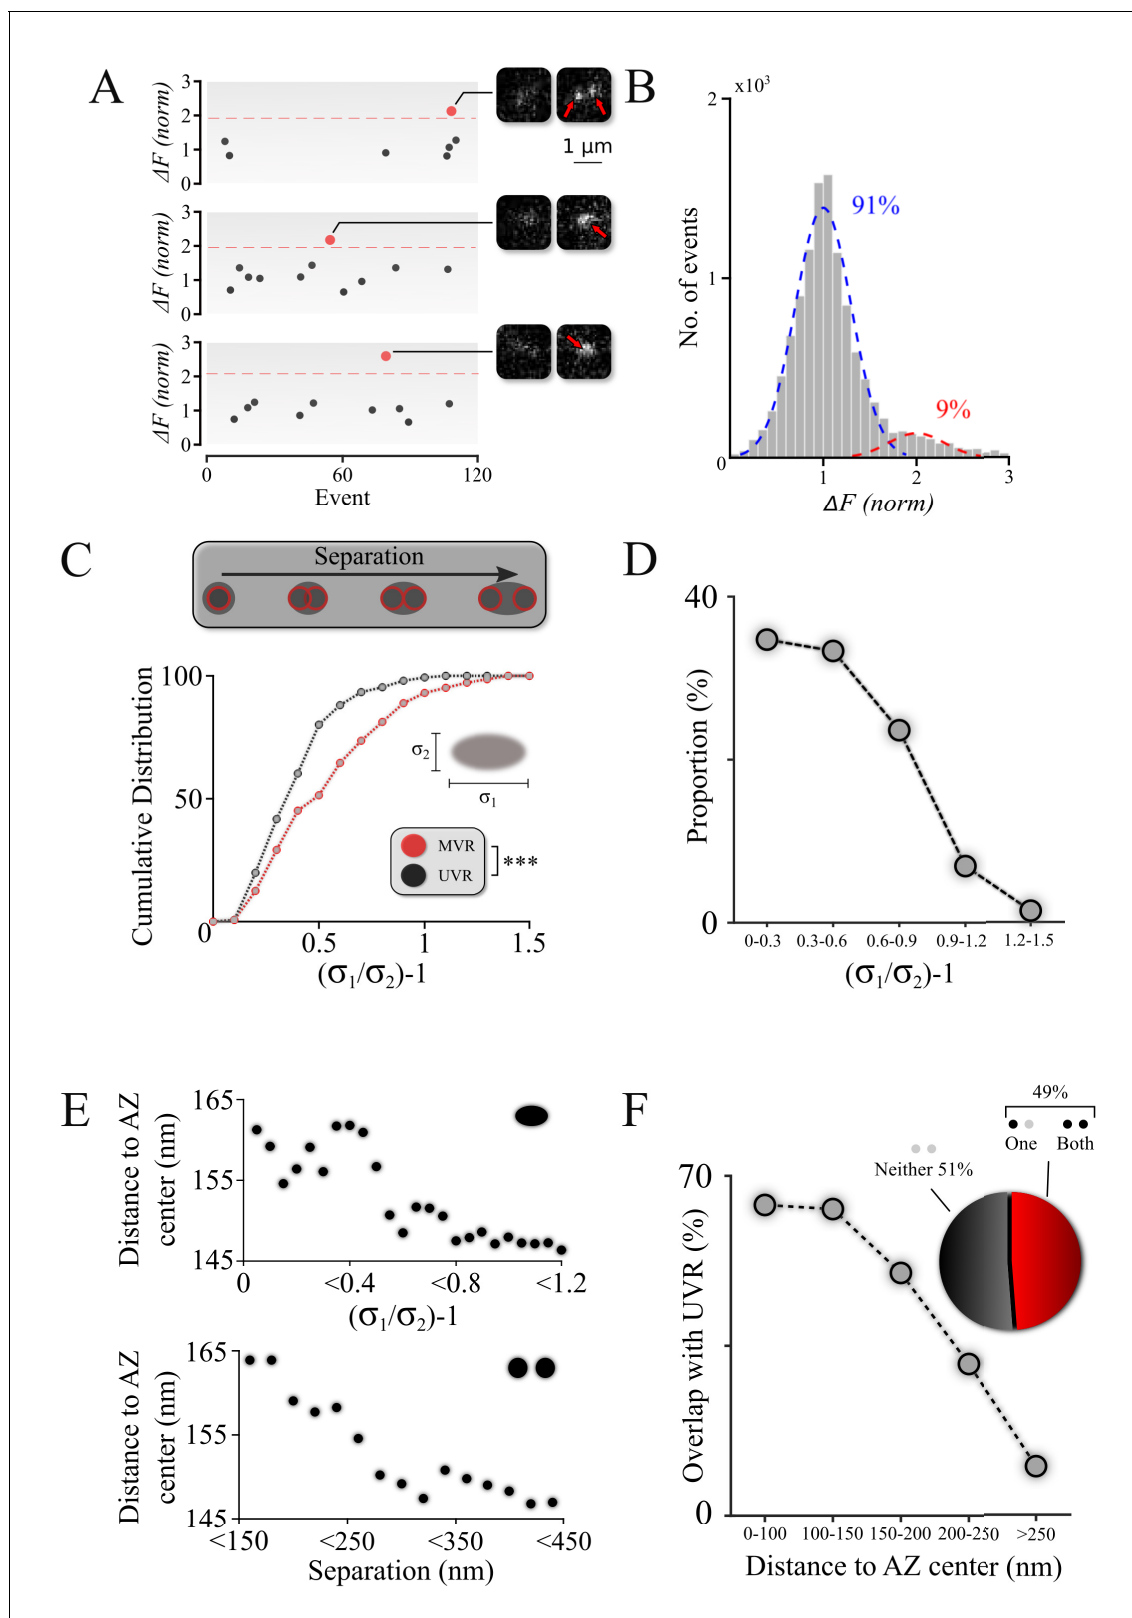 A
3
2
1
0
ΔF (norm)
3
2
1
0
ΔF (norm)
3
2
1
0
ΔF (norm)
0
60
120
Event
1 μm
B
x10³
2
1
0
No. of events
91%
9%
1
2
3
ΔF (norm)
C
Separation
100
50
0
Cumulative Distribution
σ₂
σ₁
MVR
UVR
***
0.5
1
1.5
(σ₁/σ₂)-1
D
40
0
Proportion (%)
0-0.3
0.3-0.6
0.6-0.9
0.9-1.2
1.2-1.5
(σ₁/σ₂)-1
E
Distance to AZ
center (nm)
165
155
145
0
<0.4
<0.8
<1.2
(σ₁/σ₂)-1
Distance to AZ
center (nm)
165
155
145
<150
<250
<350
<450
Separation (nm)
F
49%
One
Both
Neither 51%
70
0
Overlap with UVR (%)
0-100
100-150
150-200
200-250
>250
Distance to AZ center (nm)